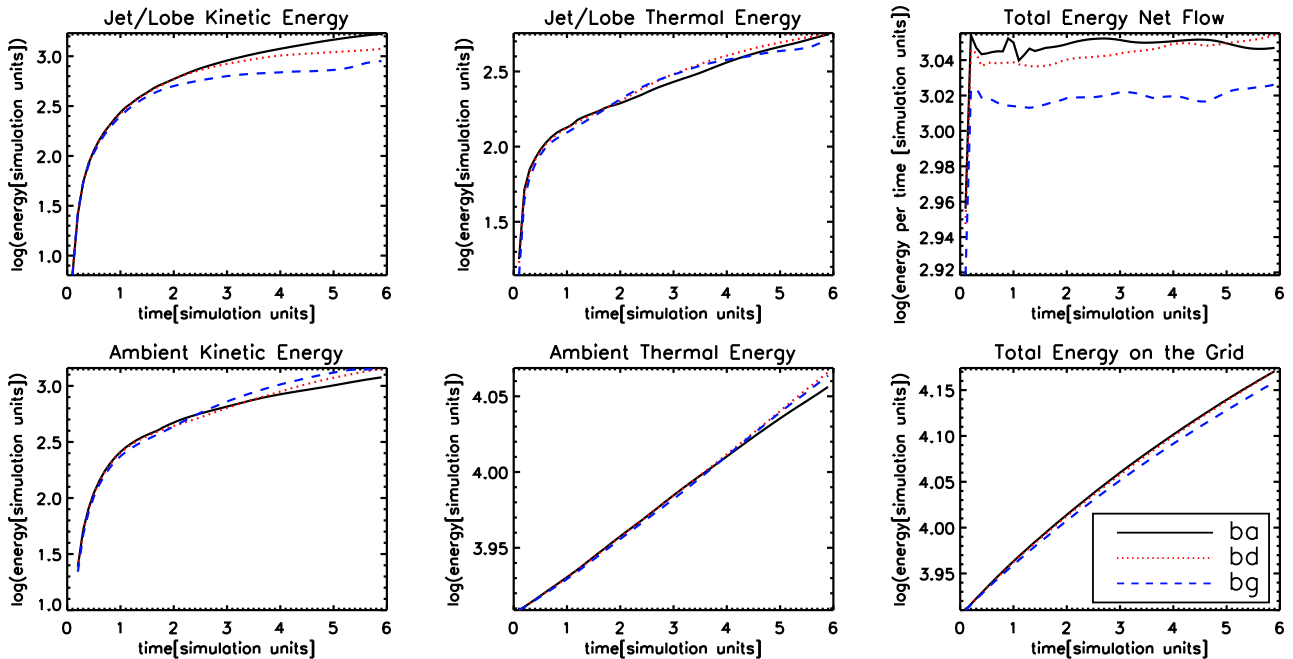 Jet/Lobe Kinetic Energy
log(energy[simulation units])
3.0
2.5
2.0
1.5
1.0
0 1 2 3 4 5 6
time[simulation units]
Jet/Lobe Thermal Energy
log(energy[simulation units])
2.5
2.0
1.5
0 1 2 3 4 5 6
time[simulation units]
Total Energy Net Flow
log(energy per time [simulation units])
3.04
3.02
3.00
2.98
2.96
2.94
2.92
0 1 2 3 4 5 6
time[simulation units]
Ambient Kinetic Energy
log(energy[simulation units])
3.0
2.5
2.0
1.5
1.0
0 1 2 3 4 5 6
time[simulation units]
Ambient Thermal Energy
log(energy[simulation units])
4.05
4.00
3.95
0 1 2 3 4 5 6
time[simulation units]
Total Energy on the Grid
log(energy[simulation units])
4.15
4.10
4.05
4.00
3.95
ba
bd
bg
0 1 2 3 4 5 6
time[simulation units]